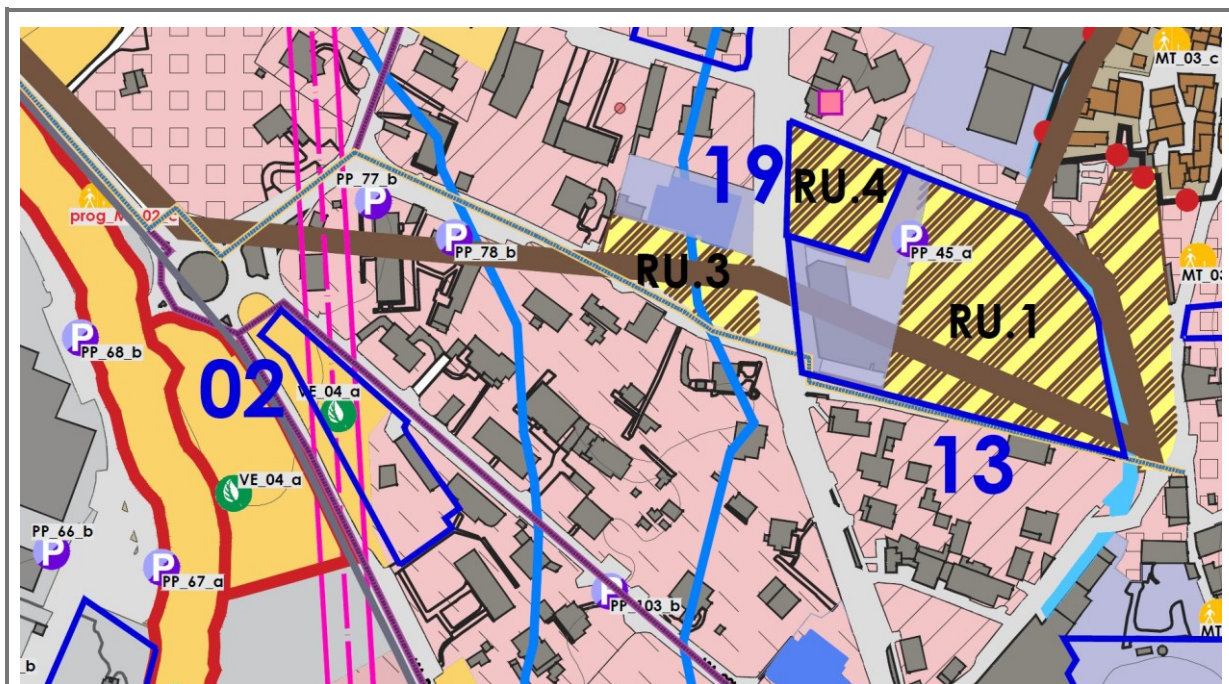 MT_03_c
PP_77_b
19
RU.4
PP_45_a
PP_78_b
RU.3
RU.1
PP_68_b
02
VE_04_a
13
VE_04_a
PP_66_b
PP_67_a
PP_103_b